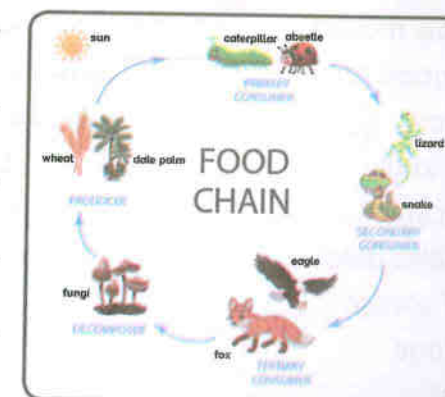 sun
caterpillar abeetle
PRIMARY
CONSUMER
lizard
wheat date palm
FOOD
CHAIN
PRODUCER
snake
SECONDARY
CONSUMER
eagle
fungi
DECOMPOSER
fox
TERTIARY
CONSUMER